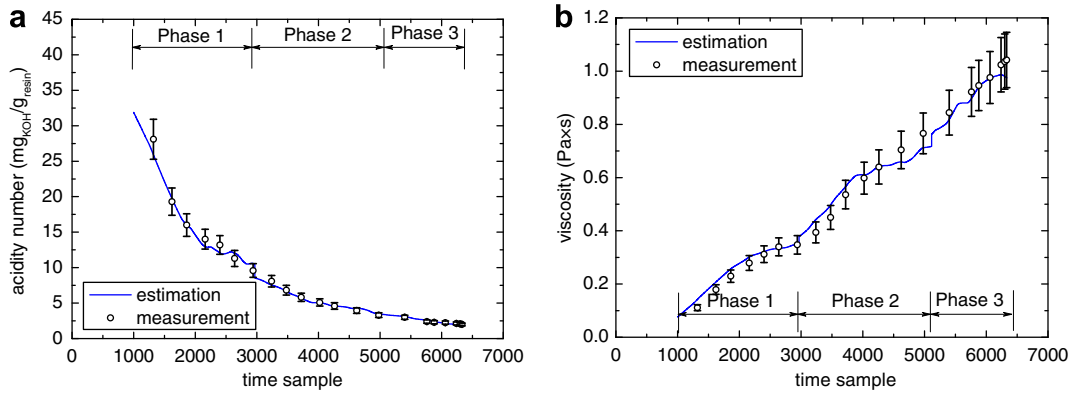 a
45
40
35
30
25
20
15
10
5
0
acidity number (mgKOH/gresin)
Phase 1
Phase 2
Phase 3
estimation
measurement
0 1000 2000 3000 4000 5000 6000 7000
time sample
b
1.2
1.0
0.8
0.6
0.4
0.2
0.0
viscosity (Pa×s)
estimation
measurement
Phase 1
Phase 2
Phase 3
0 1000 2000 3000 4000 5000 6000 7000
time sample